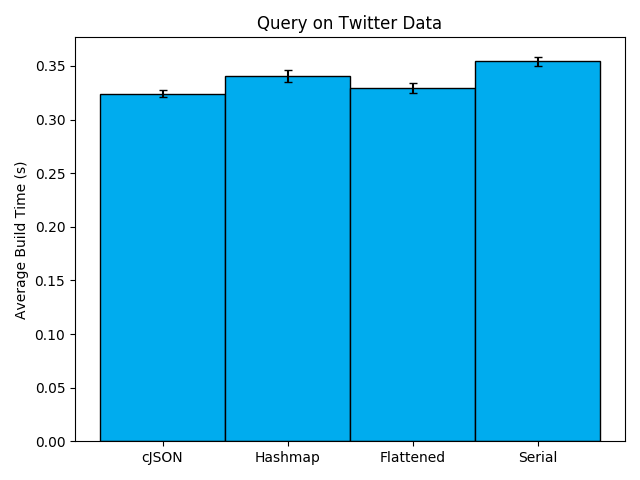 Query on Twitter Data
Average Build Time (s)
0.35
0.30
0.25
0.20
0.15
0.10
0.05
0.00
cJSON Hashmap Flattened Serial